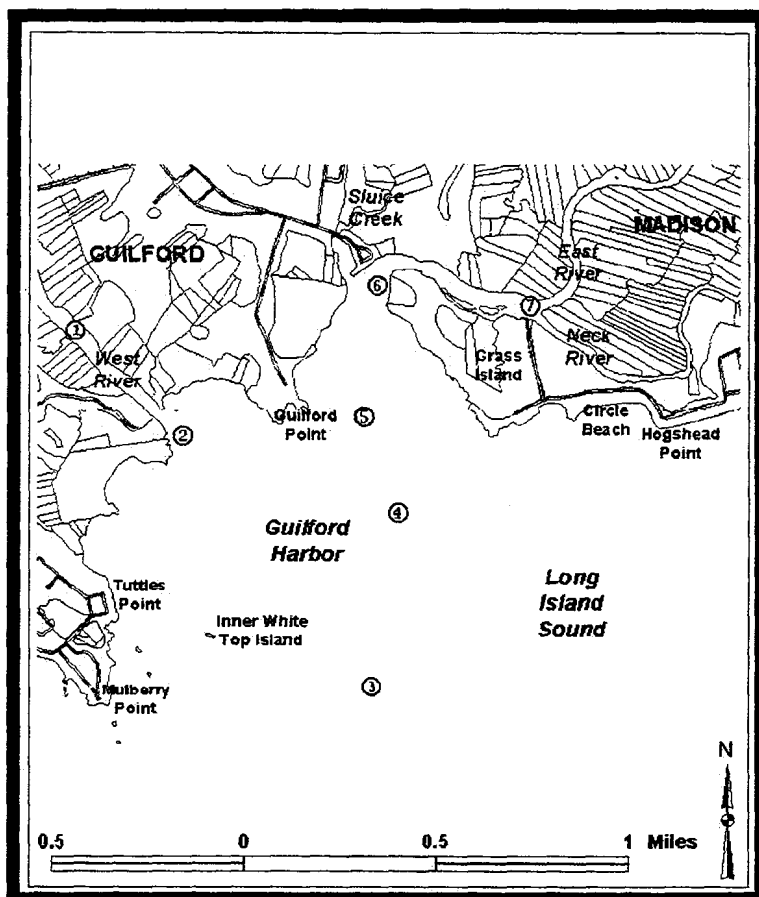 Sluice
Creek
MADISON
GUILFORD
East
River
6
7
1
West
River
Neck
River
Grass
Island
2
Guilford
Point
5
Circle
Beach
Hogshead
Point
4
Guilford
Harbor
Long
Island
Sound
Tuttles
Point
Inner White
Top Island
3
Mulberry
Point
N
0.5 0 0.5 1 Miles